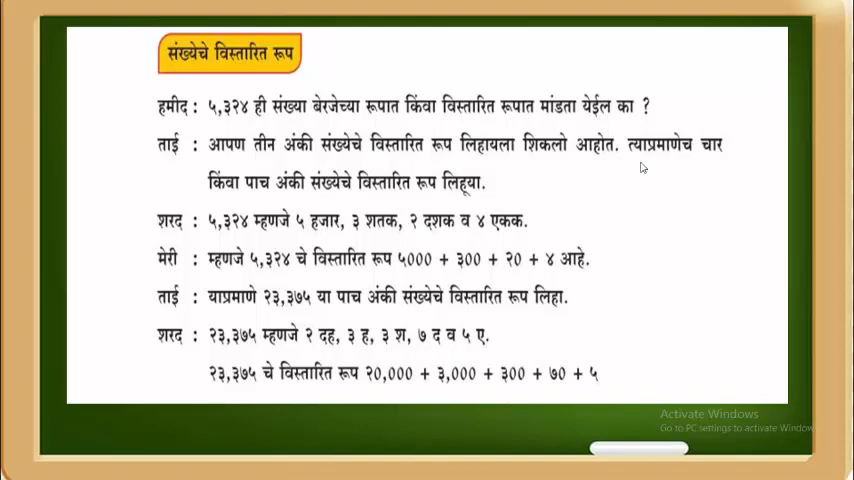 संख्येचे विस्तारित रूप
हमीद : ५,३२४ ही संख्या बेरजेच्या रूपात किंवा विस्तारित रूपात मांडता येईल का ?
ताई : आपण तीन अंकी संख्येचे विस्तारित रूप लिहायला शिकलो आहोत. त्याप्रमाणेच चार
किंवा पाच अंकी संख्येचे विस्तारित रूप लिहूया.
शरद : ५,३२४ म्हणजे ५ हजार, ३ शतक, २ दशक व ४ एकक.
मेरी : म्हणजे ५,३२४ चे विस्तारित रूप ५००० + ३०० + २० + ४ आहे.
ताई : याप्रमाणे २३,३७५ या पाच अंकी संख्येचे विस्तारित रूप लिहा.
शरद : २३,३७५ म्हणजे २ दह, ३ ह, ३ श, ७ द व ५ ए.
२३,३७५ चे विस्तारित रूप २०,००० + ३,००० + ३०० + ७० + ५
Activate Windows
Go to PC settings to activate Window